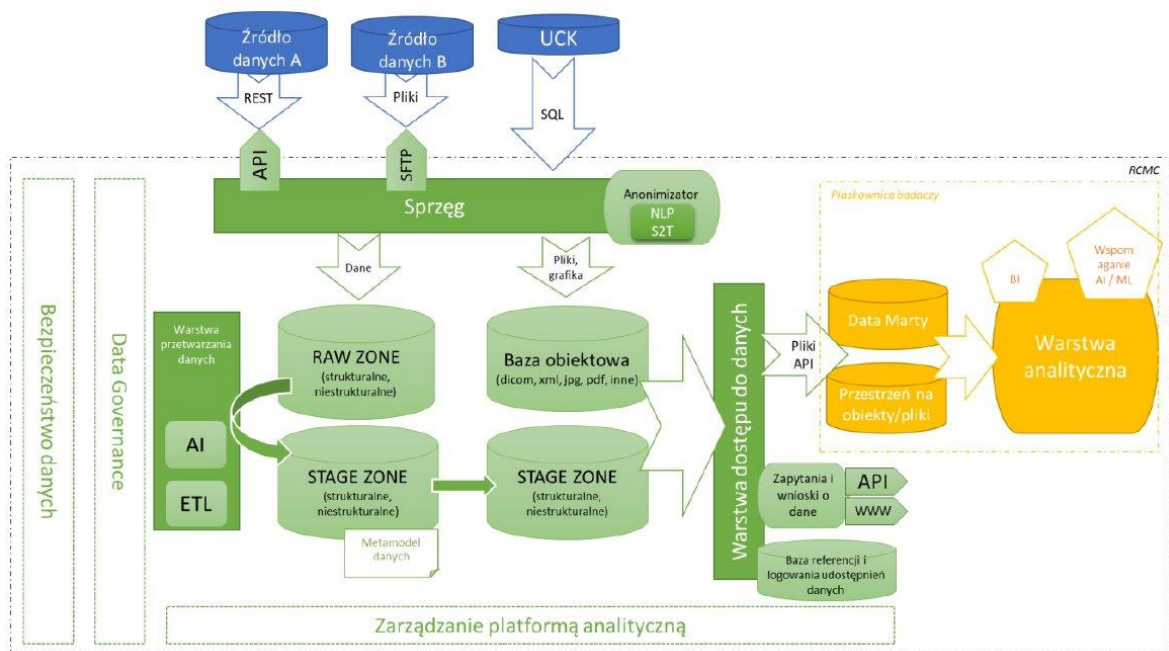 Źródło
danych A
Źródło
danych B
UCK
REST
Pliki
SQL
API
SFTP
RCMC
Sprzęg
Anonimizator
NLP
S2T
Piaskownica badaczy
Dane
Pliki,
grafika
BI
Wspom
aganie
AI / ML
Bezpieczeństwo danych
Data Governance
Warstwa
przetwarzania
danych
AI
ETL
RAW ZONE
(strukturalne,
niestrukturalne)
Baza obiektowa
(dicom, xml, jpg, pdf, inne)
STAGE ZONE
(strukturalne,
niestrukturalne)
STAGE ZONE
(strukturalne,
niestrukturalne)
Metamodel
danych
Warstwa dostępu do danych
Pliki
API
Data Marty
Przestrzeń na
obiekty/pliki
Warstwa
analityczna
Zapytania i
wnioski o
dane
API
WWW
Baza referencji i
logowania udostępnień
danych
Zarządzanie platformą analityczną